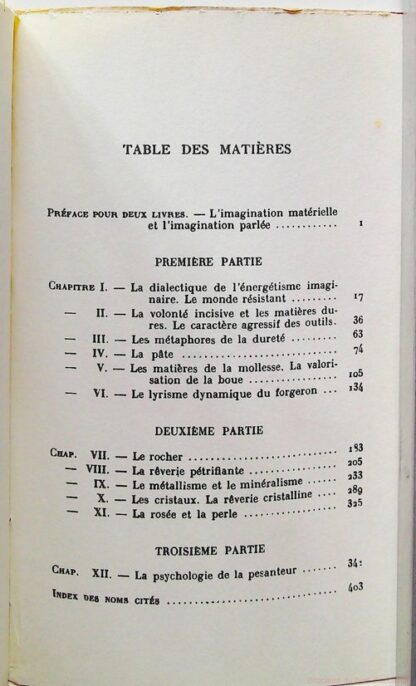 TABLE DES MATIÈRES
PRÉFACE POUR DEUX LIVRES. — L'imagination matérielle
et l'imagination parlée ............ 1
PREMIÈRE PARTIE
CHAPITRE I. — La dialectique de l'énergétisme imagi-
naire. Le monde résistant ......... 17
— II. — La volonté incisive et les matières du-
res. Le caractère agressif des outils. 36
— III. — Les métaphores de la dureté ........ 63
— IV. — La pâte .......................... 74
— V. — Les matières de la mollesse. La valori-
sation de la boue ................ 105
— VI. — Le lyrisme dynamique du forgeron ... 134
DEUXIÈME PARTIE
CHAP. VII. — Le rocher ........................ 183
— VIII. — La rêverie pétrifiante ............ 205
— IX. — Le métallisme et le minéralisme ..... 233
— X. — Les cristaux. La rêverie cristalline .... 289
— XI. — La rosée et la perle ............... 325
TROISIÈME PARTIE
CHAP. XII. — La psychologie de la pesanteur ...... 341
INDEX DES NOMS CITÉS ........................... 403